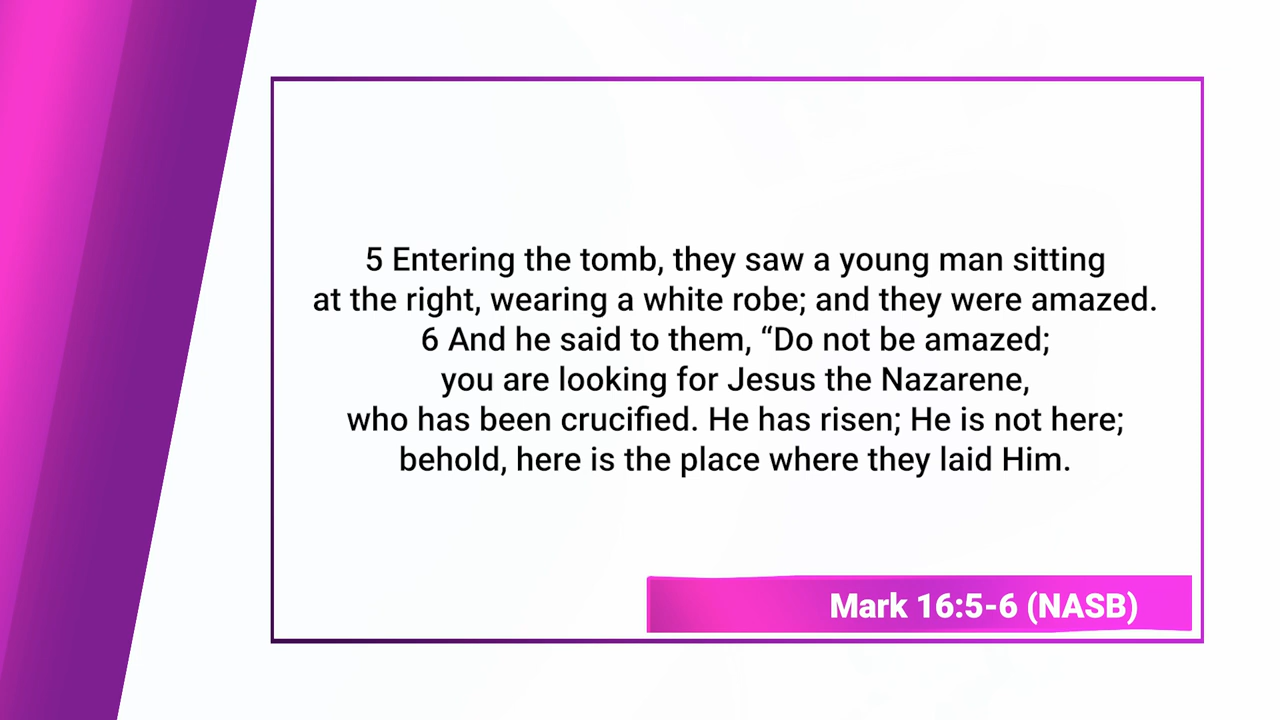 5 Entering the tomb, they saw a young man sitting
at the right, wearing a white robe; and they were amazed.
6 And he said to them, “Do not be amazed;
you are looking for Jesus the Nazarene,
who has been crucified. He has risen; He is not here;
behold, here is the place where they laid Him.
Mark 16:5-6 (NASB)